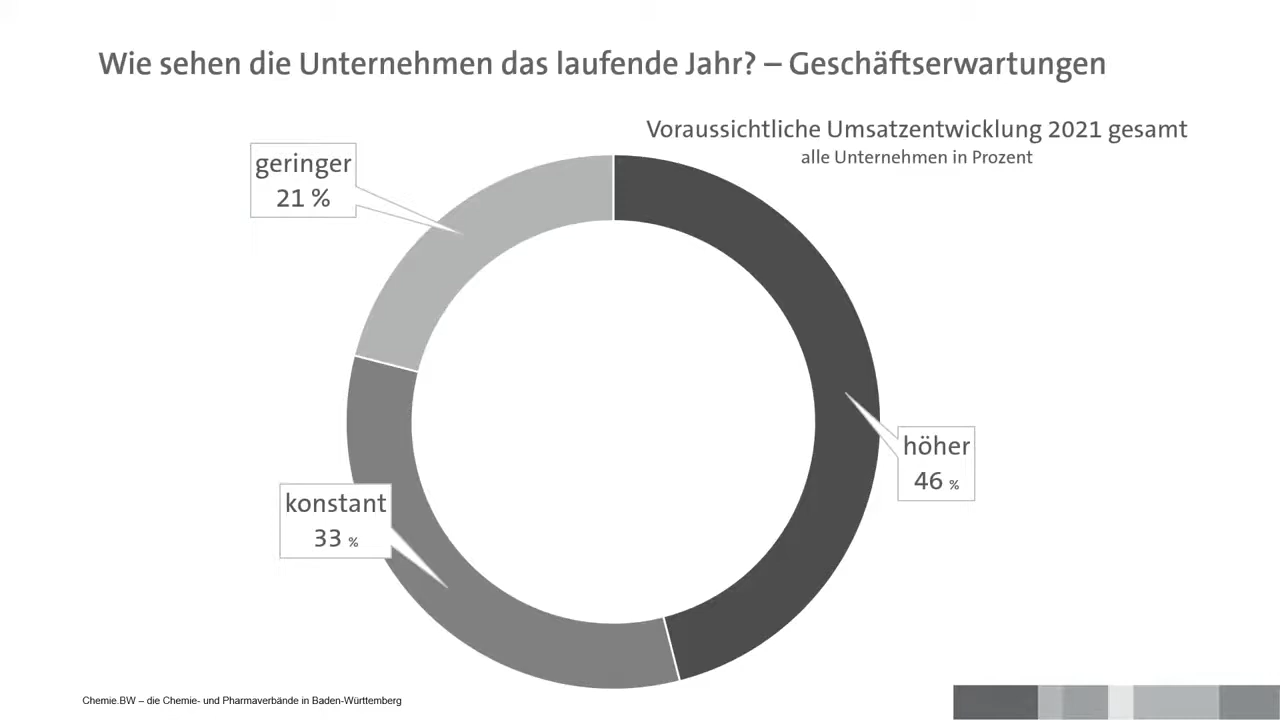 Wie sehen die Unternehmen das laufende Jahr? – Geschäftserwartungen
Voraussichtliche Umsatzentwicklung 2021 gesamt
alle Unternehmen in Prozent
geringer
21 %
höher
46 %
konstant
33 %
Chemie.BW – die Chemie- und Pharmaverbände in Baden-Württemberg